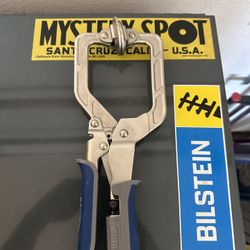 MYSTERY SPOT
SANTA CRUZ, CALIF - U.S.A.
BILSTEIN